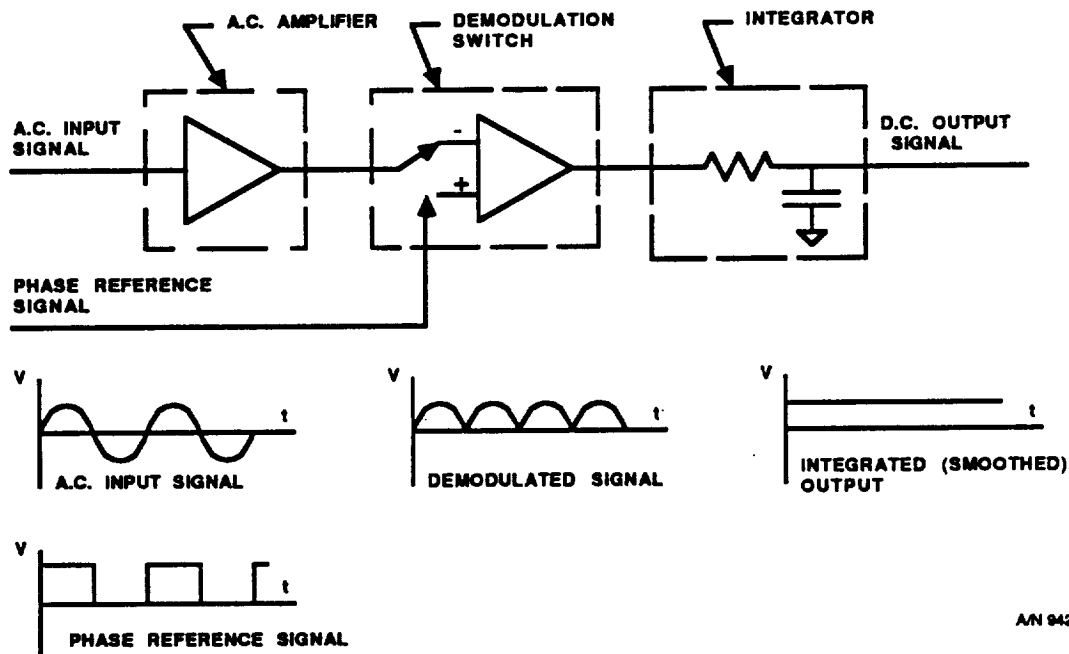 A.C. AMPLIFIER
DEMODULATION
SWITCH
INTEGRATOR
A.C. INPUT
SIGNAL
-
+
D.C. OUTPUT
SIGNAL
PHASE REFERENCE
SIGNAL
V
t
A.C. INPUT SIGNAL
V
t
DEMODULATED SIGNAL
V
t
INTEGRATED (SMOOTHED)
OUTPUT
V
t
PHASE REFERENCE SIGNAL
A/N 942